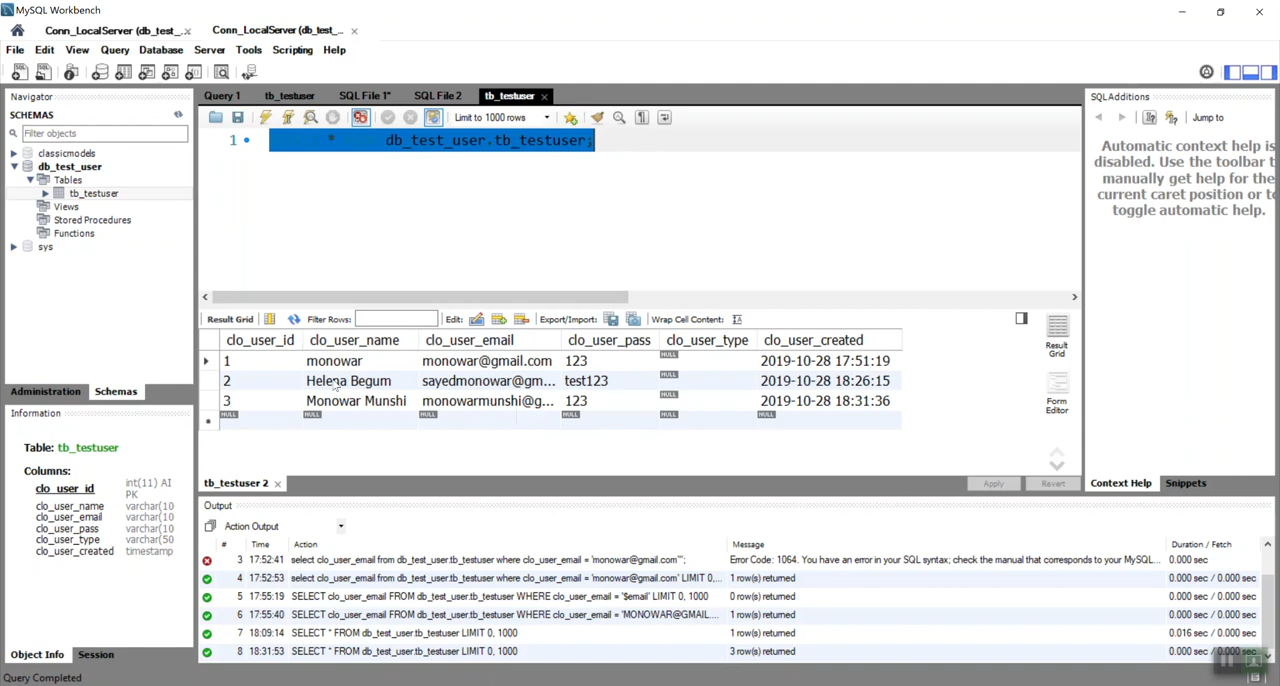 MySQL Workbench
Conn_LocalServer (db_test_... x Conn_LocalServer (db_test_... x
File Edit View Query Database Server Tools Scripting Help
Navigator
SCHEMAS
Filter objects
classicmodels
db_test_user
Tables
tb_testuser
Views
Stored Procedures
Functions
sys
Administration Schemas
Information
Table: tb_testuser
Columns:
clo_user_id int(11) AI PK
clo_user_name varchar(10
clo_user_email varchar(10
clo_user_pass varchar(10
clo_user_type varchar(50
clo_user_created timestamp
Object Info Session
Query Completed
Query 1 tb_testuser SQL File 1* SQL File 2 tb_testuser x
Limit to 1000 rows
1 * db_test_user.tb_testuser;
Result Grid Filter Rows: Edit: Export/Import: Wrap Cell Content:
clo_user_id clo_user_name clo_user_email clo_user_pass clo_user_type clo_user_created
1 monowar monowar@gmail.com 123 NULL 2019-10-28 17:51:19
2 Helena Begum sayedmonowar@gm... test123 NULL 2019-10-28 18:26:15
3 Monowar Munshi monowarmunshi@g... 123 NULL 2019-10-28 18:31:36
NULL NULL NULL NULL NULL NULL
Result Grid
Form Editor
tb_testuser 2 x
Apply Revert
Output
Action Output
# Time Action Message Duration / Fetch
3 17:52:41 select clo_user_email from db_test_user.tb_testuser where clo_user_email = 'monowar@gmail.com'"; Error Code: 1064. You have an error in your SQL syntax; check the manual that corresponds to your MySQL... 0.000 sec
4 17:52:53 select clo_user_email from db_test_user.tb_testuser where clo_user_email = 'monowar@gmail.com' LIMIT 0,... 1 row(s) returned 0.000 sec / 0.000 sec
5 17:55:19 SELECT clo_user_email FROM db_test_user.tb_testuser WHERE clo_user_email = '$email' LIMIT 0, 1000 0 row(s) returned 0.000 sec / 0.000 sec
6 17:55:40 SELECT clo_user_email FROM db_test_user.tb_testuser WHERE clo_user_email = 'MONOWAR@GMAIL.... 1 row(s) returned 0.000 sec / 0.000 sec
7 18:09:14 SELECT * FROM db_test_user.tb_testuser LIMIT 0, 1000 1 row(s) returned 0.016 sec / 0.000 sec
8 18:31:53 SELECT * FROM db_test_user.tb_testuser LIMIT 0, 1000 3 row(s) returned 0.000 sec / 0.000 sec
SQLAdditions
Jump to
Automatic context help is
disabled. Use the toolbar t
manually get help for the
current caret position or to
toggle automatic help.
Context Help Snippets